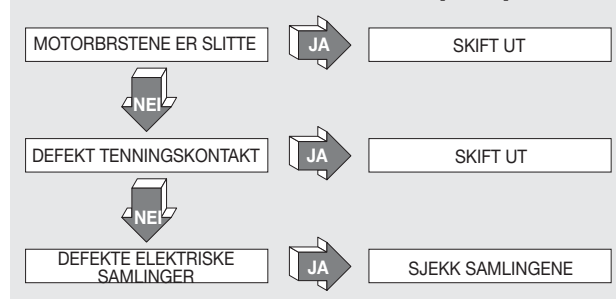 MOTORBRSTENE ER SLITTE
JA
SKIFT UT
NEI
DEFEKT TENNINGSKONTAKT
JA
SKIFT UT
NEI
DEFEKTE ELEKTRISKE
SAMLINGER
JA
SJEKK SAMLINGENE